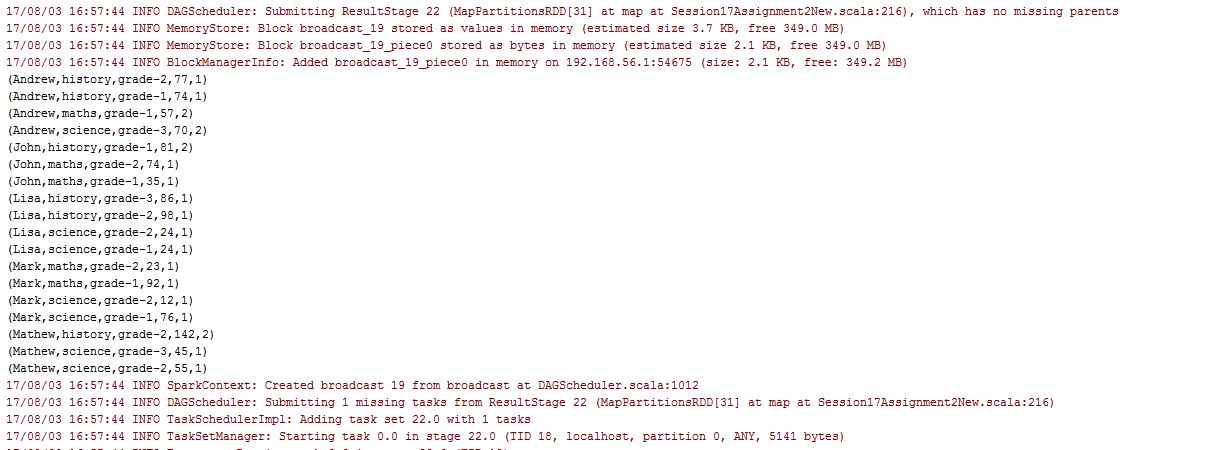 17/08/03 16:57:44 INFO DAGScheduler: Submitting ResultStage 22 (MapPartitionsRDD[31] at map at Session17Assignment2New.scala:216), which has no missing parents
17/08/03 16:57:44 INFO MemoryStore: Block broadcast_19 stored as values in memory (estimated size 3.7 KB, free 349.0 MB)
17/08/03 16:57:44 INFO MemoryStore: Block broadcast_19_piece0 stored as bytes in memory (estimated size 2.1 KB, free 349.0 MB)
17/08/03 16:57:44 INFO BlockManagerInfo: Added broadcast_19_piece0 in memory on 192.168.56.1:54675 (size: 2.1 KB, free: 349.2 MB)
(Andrew,history,grade-2,77,1)
(Andrew,history,grade-1,74,1)
(Andrew,maths,grade-1,57,2)
(Andrew,science,grade-3,70,2)
(John,history,grade-1,81,2)
(John,maths,grade-2,74,1)
(John,maths,grade-1,35,1)
(Lisa,history,grade-3,86,1)
(Lisa,history,grade-2,98,1)
(Lisa,science,grade-2,24,1)
(Lisa,science,grade-1,24,1)
(Mark,maths,grade-2,23,1)
(Mark,maths,grade-1,92,1)
(Mark,science,grade-2,12,1)
(Mark,science,grade-1,76,1)
(Mathew,history,grade-2,142,2)
(Mathew,science,grade-3,45,1)
(Mathew,science,grade-2,55,1)
17/08/03 16:57:44 INFO SparkContext: Created broadcast 19 from broadcast at DAGScheduler.scala:1012
17/08/03 16:57:44 INFO DAGScheduler: Submitting 1 missing tasks from ResultStage 22 (MapPartitionsRDD[31] at map at Session17Assignment2New.scala:216)
17/08/03 16:57:44 INFO TaskSchedulerImpl: Adding task set 22.0 with 1 tasks
17/08/03 16:57:44 INFO TaskSetManager: Starting task 0.0 in stage 22.0 (TID 18, localhost, partition 0, ANY, 5141 bytes)